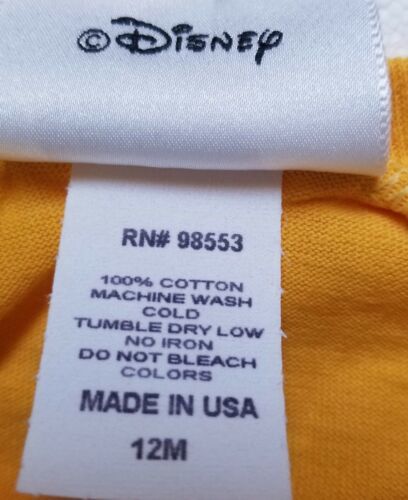 © Disney
RN# 98553
100% COTTON
MACHINE WASH
COLD
TUMBLE DRY LOW
NO IRON
DO NOT BLEACH
COLORS
MADE IN USA
12M